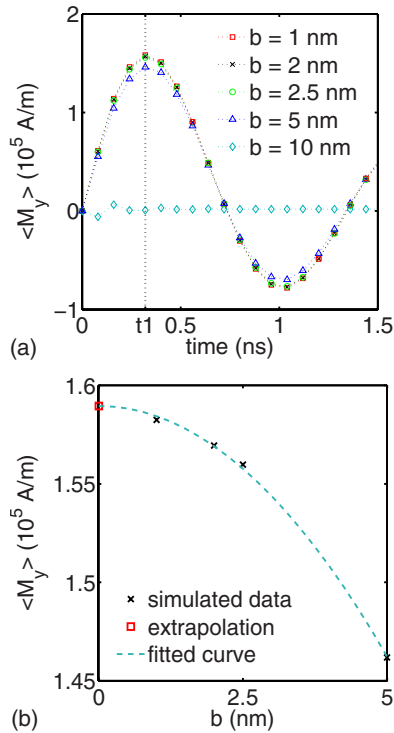 2
1
0
−1
<M_y> (10^5 A/m)
b = 1 nm
b = 2 nm
b = 2.5 nm
b = 5 nm
b = 10 nm
0
t1
0.5
1
1.5
time (ns)
(a)
1.6
1.55
1.5
1.45
<M_y> (10^5 A/m)
simulated data
extrapolation
fitted curve
0
2.5
5
b (nm)
(b)